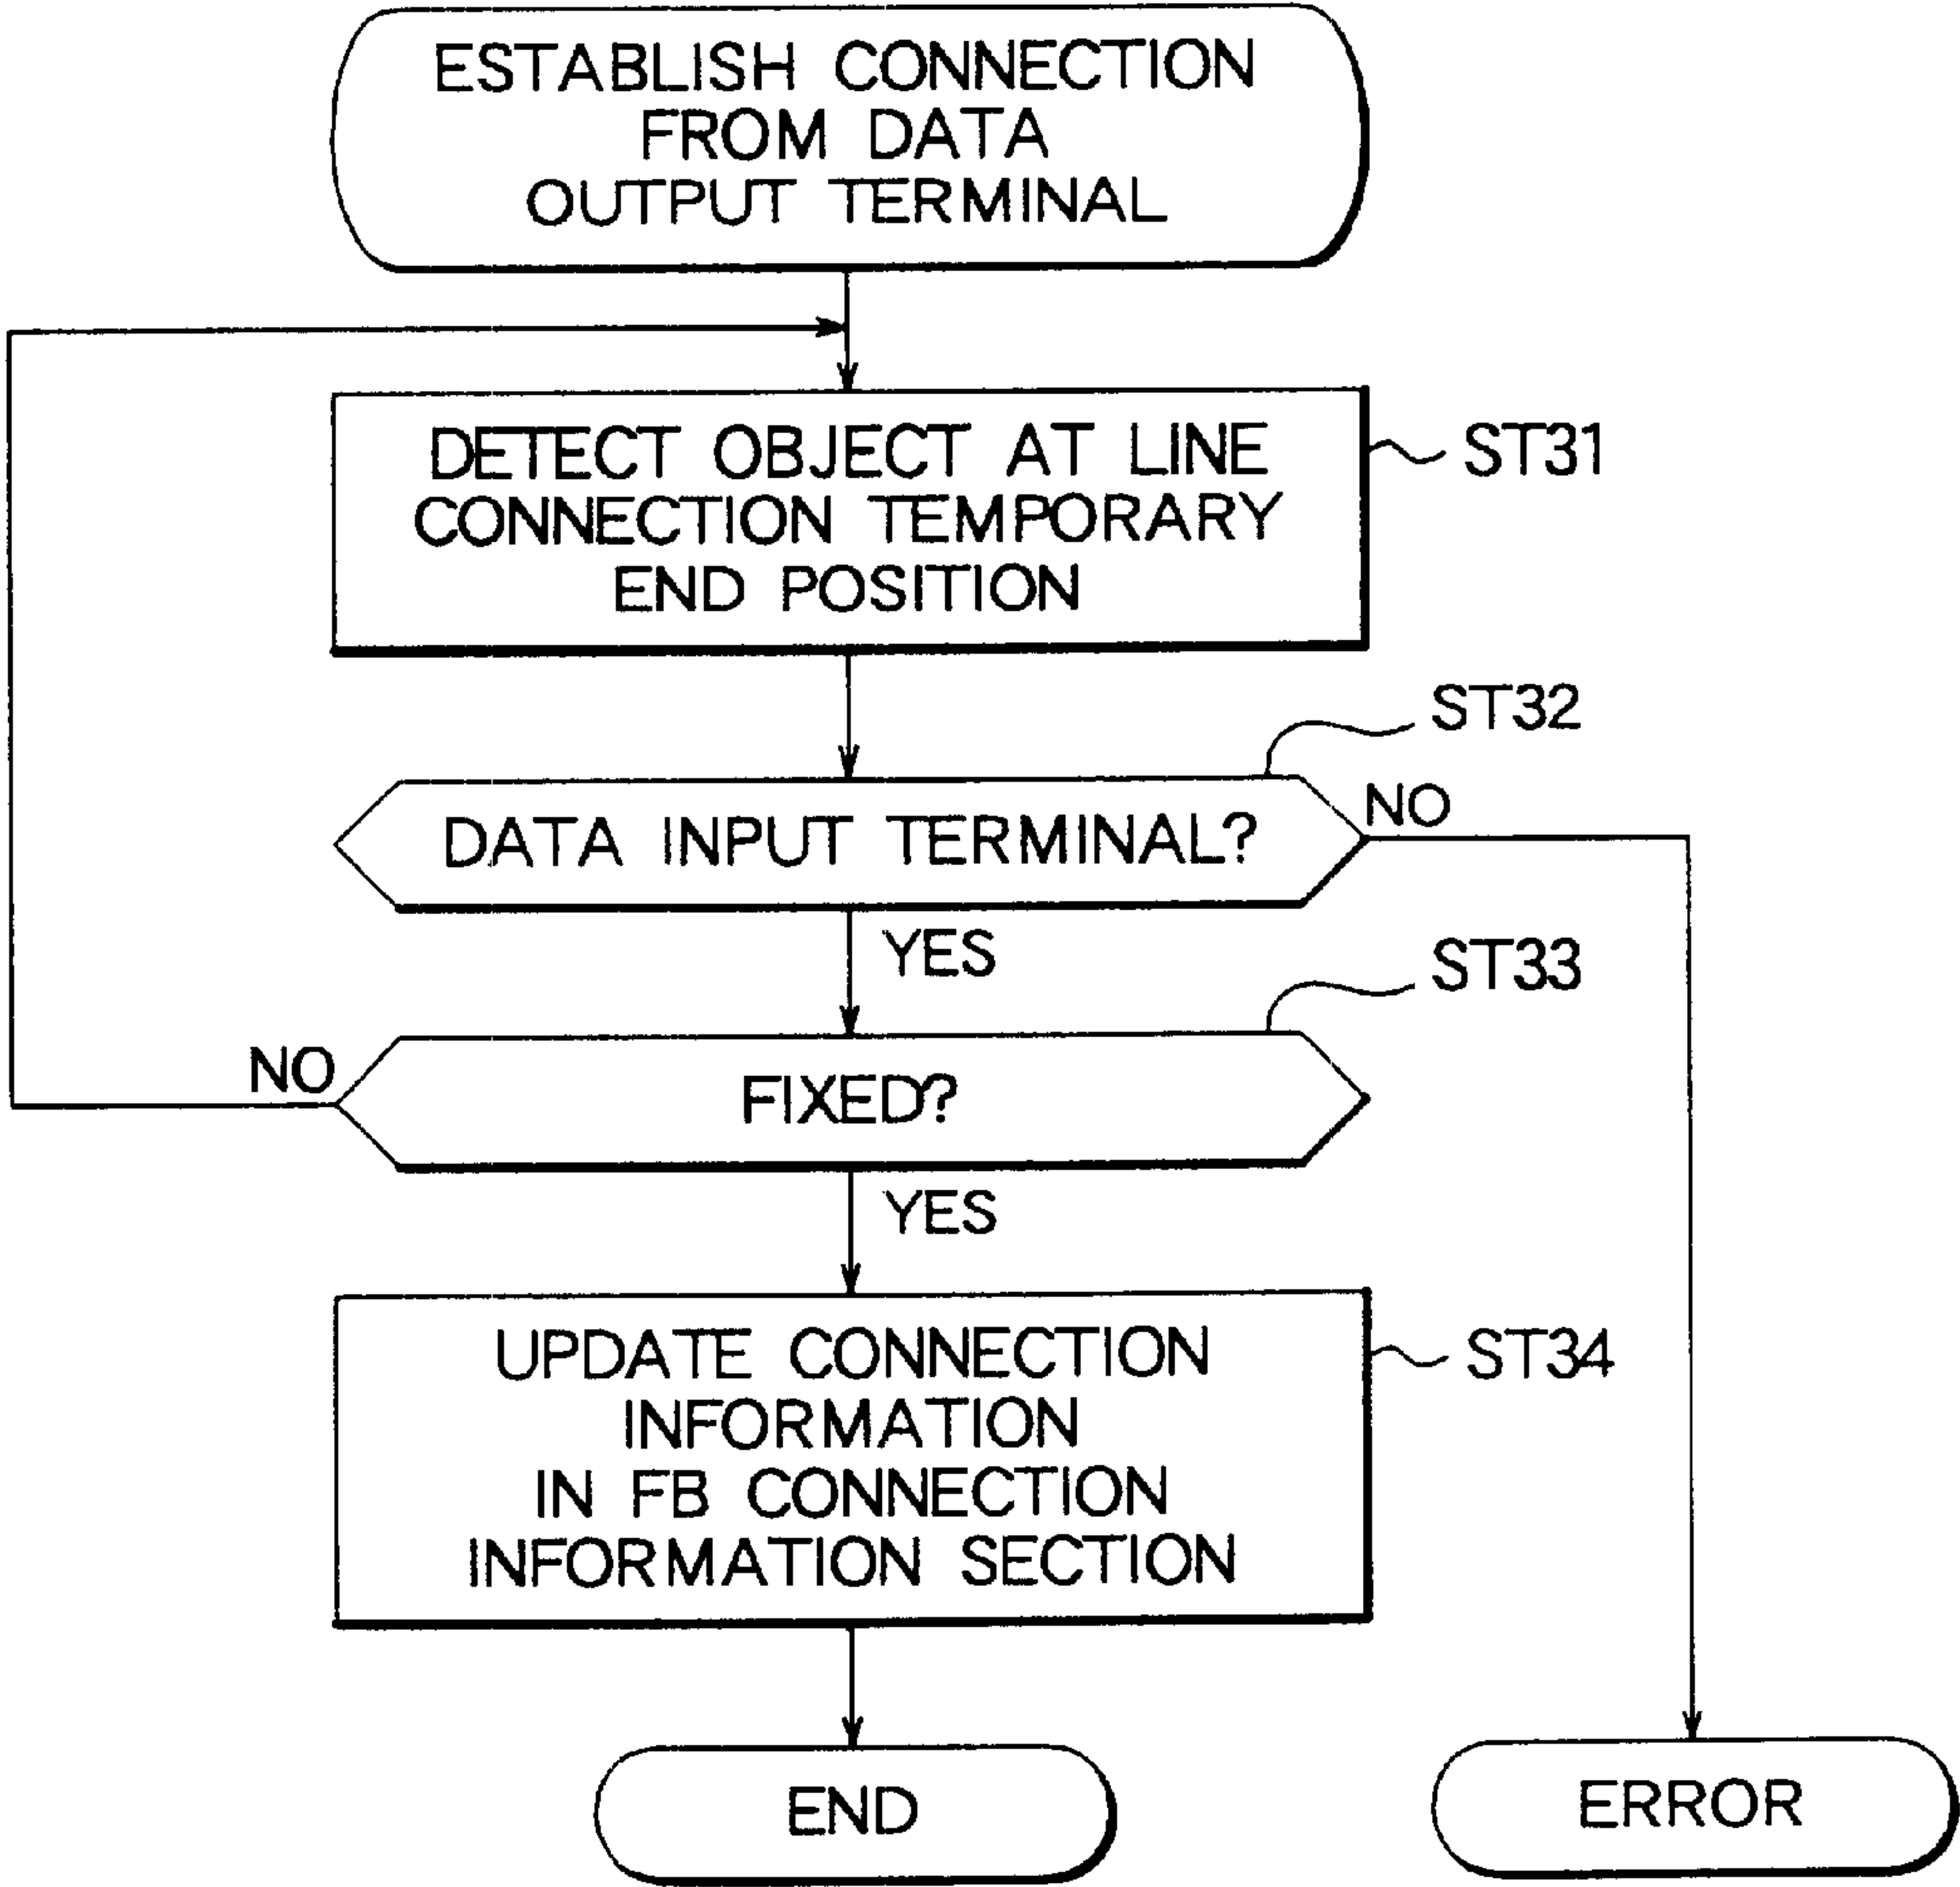 ESTABLISH CONNECTION
FROM DATA
OUTPUT TERMINAL
DETECT OBJECT AT LINE
CONNECTION TEMPORARY
END POSITION
ST31
ST32
DATA INPUT TERMINAL?
NO
YES
ST33
NO
FIXED?
YES
UPDATE CONNECTION
INFORMATION
IN FB CONNECTION
INFORMATION SECTION
ST34
END
ERROR